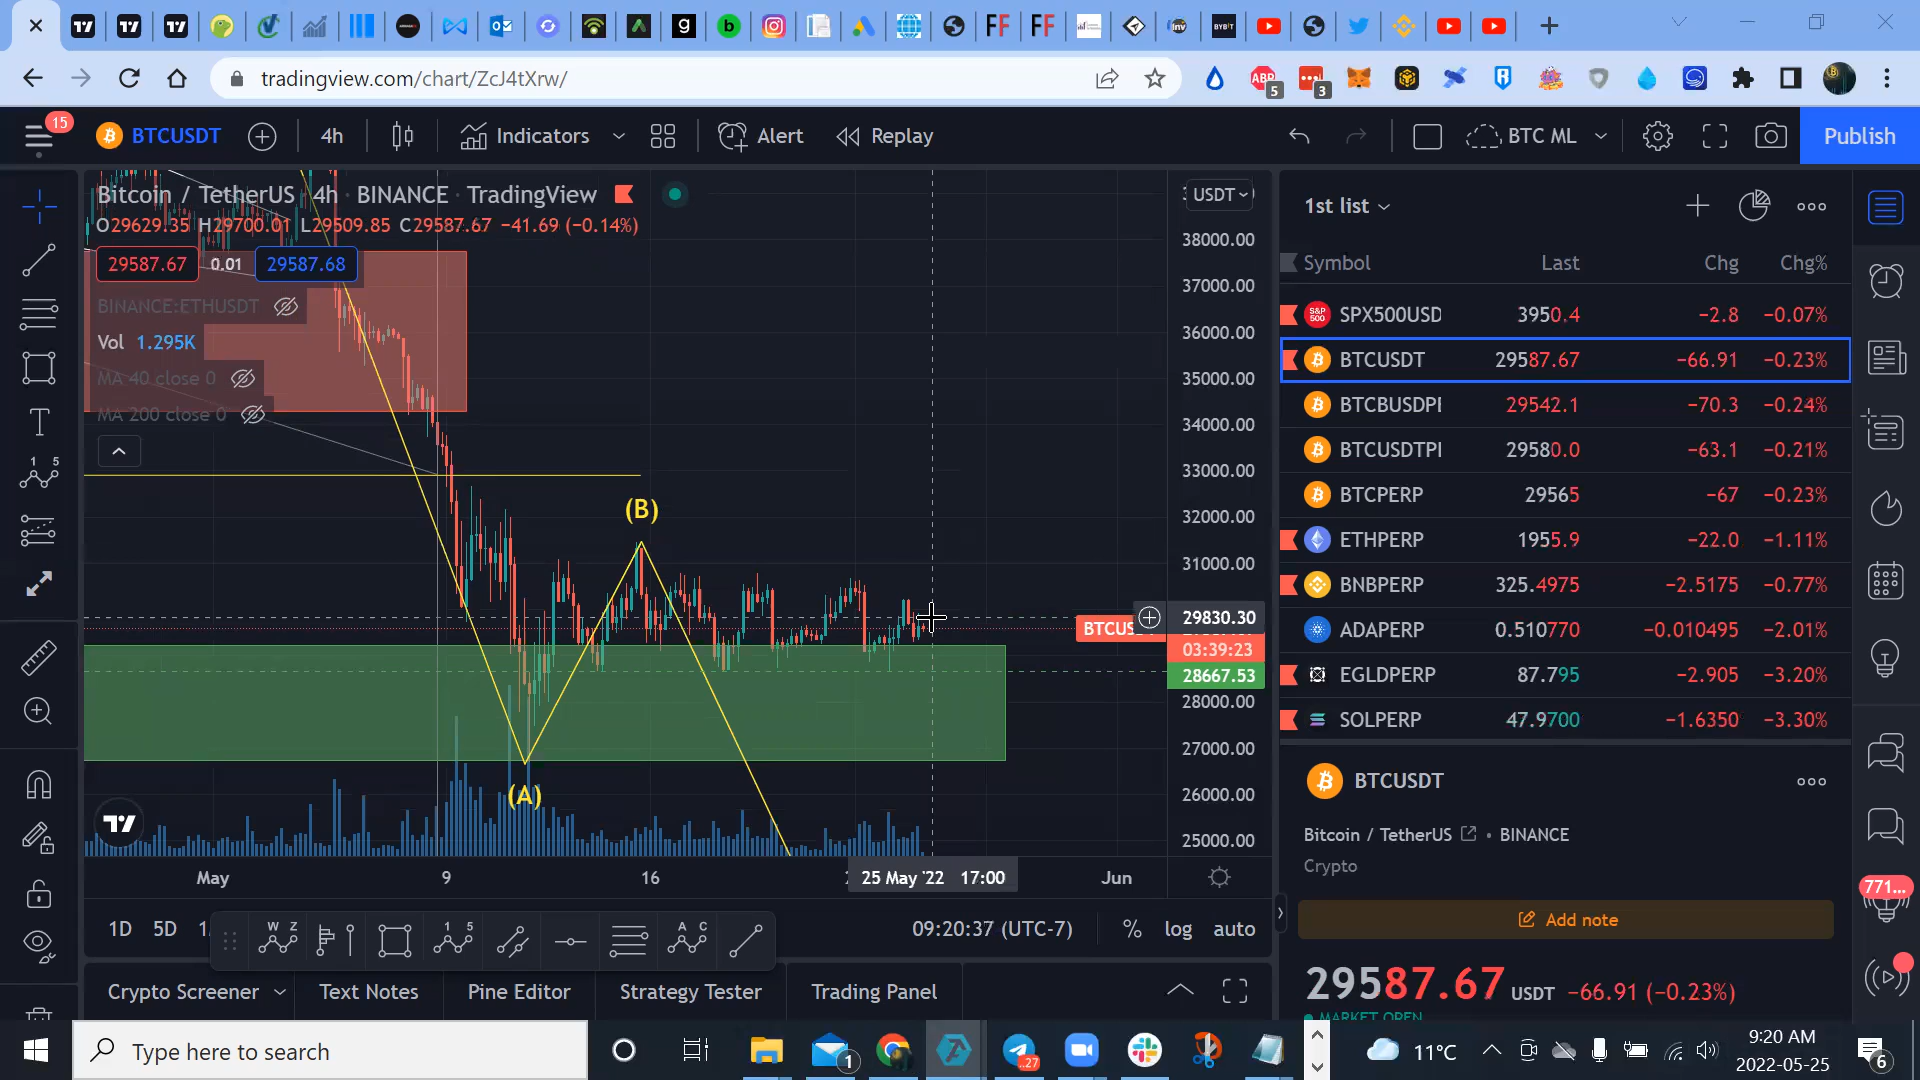 ABP
5
3
tradingview.com/chart/ZcJ4tXrw/
15
BTCUSDT
4h
Indicators
Alert
Replay
BTC ML
Publish
Bitcoin / TetherUS · 4h · BINANCE · TradingView
O29629.35 H29700.01 L29509.85 C29587.67 −41.69 (−0.14%)
29587.67
0.01
29587.68
BINANCE:ETHUSDT
Vol 1.295K
MA 40 close 0
MA 200 close 0
(B)
(A)
USDT
38000.00
37000.00
36000.00
35000.00
34000.00
33000.00
32000.00
31000.00
29830.30
03:39:23
28667.53
28000.00
27000.00
26000.00
25000.00
May
9
16
25 May '22 17:00
Jun
1D
5D
09:20:37 (UTC-7)
%
log
auto
Crypto Screener
Text Notes
Pine Editor
Strategy Tester
Trading Panel
1st list
Symbol Last Chg Chg%
SPX500USD 3950.4 −2.8 −0.07%
BTCUSDT 29587.67 −66.91 −0.23%
29542.1 −70.3 −0.24%
29580.0 −63.1 −0.21%
BTCPERP 29565 −67 −0.23%
ETHPERP 1955.9 −22.0 −1.11%
BNBPERP 325.4975 −2.5175 −0.77%
ADAPERP 0.510770 −0.010495 −2.01%
EGLDPERP 87.795 −2.905 −3.20%
SOLPERP 47.9700 −1.6350 −3.30%
BTCUSDT
Bitcoin / TetherUS • BINANCE
Crypto
Add note
29587.67 USDT −66.91 (−0.23%)
MARKET OPEN
771...
Type here to search
1
27
11°C
9:20 AM
2022-05-25
6